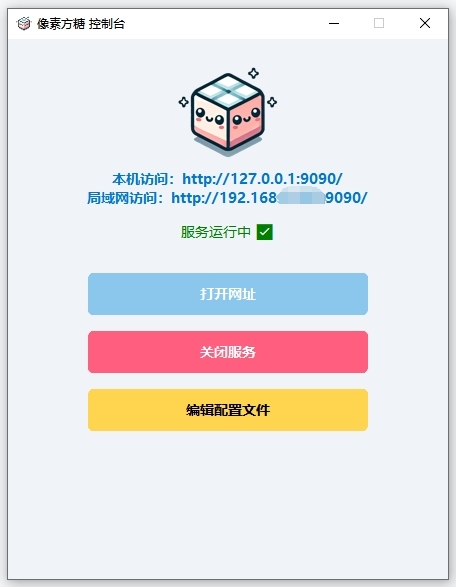 像素方糖 控制台
本机访问：http://127.0.0.1:9090/
局域网访问：http://192.168 9090/
服务运行中
打开网址
关闭服务
编辑配置文件